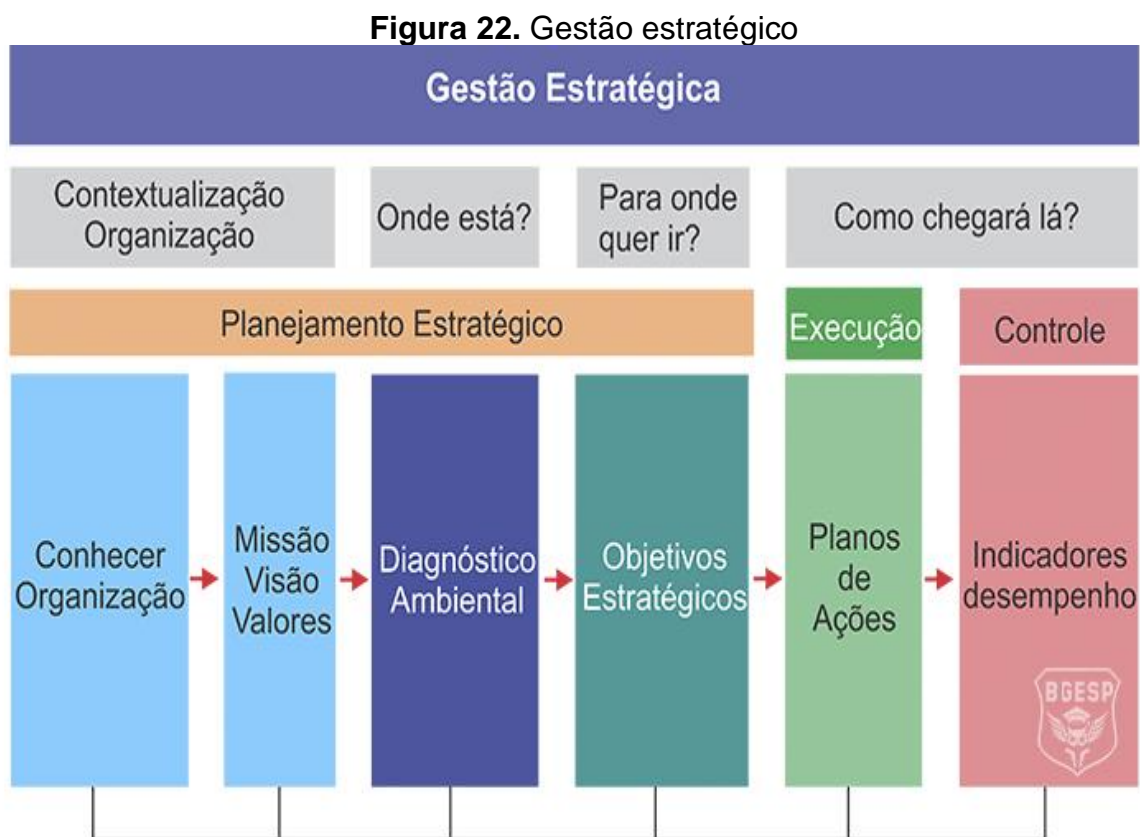 Figura 22. Gestão estratégico
Gestão Estratégica
Contextualização
Organização
Onde está?
Para onde
quer ir?
Como chegará lá?
Planejamento Estratégico
Execução
Controle
Conhecer
Organização
Missão
Visão
Valores
Diagnóstico
Ambiental
Objetivos
Estratégicos
Planos
de
Ações
Indicadores
desempenho
BGESP